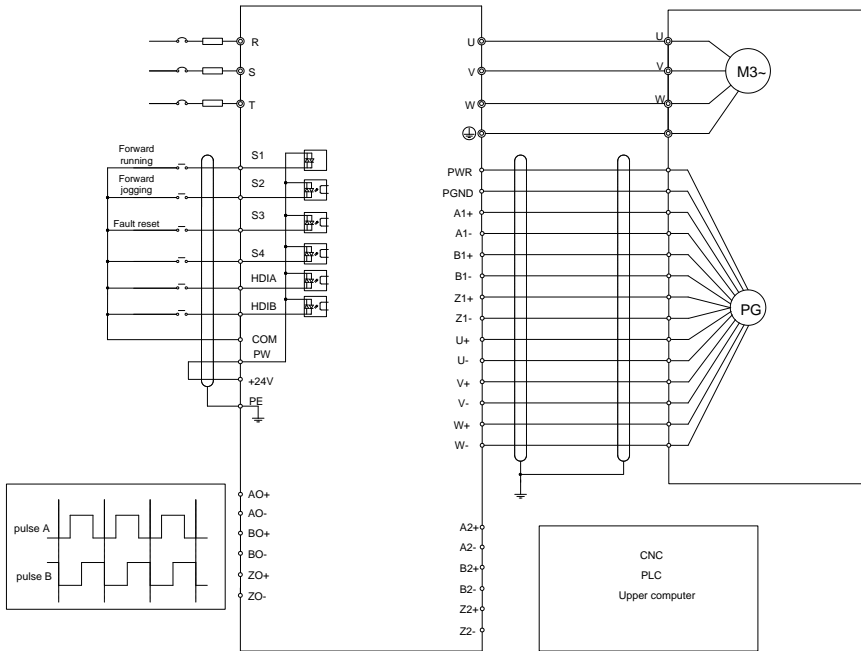 R
S
T
Forward
running
S1
Forward
jogging
S2
S3
Fault reset
S4
HDIA
HDIB
COM
PW
+24V
PE
U
V
W
U
V
W
M3~
PWR
PGND
A1+
A1-
B1+
B1-
Z1+
Z1-
U+
U-
V+
V-
W+
W-
PG
pulse A
pulse B
AO+
AO-
BO+
BO-
ZO+
ZO-
A2+
A2-
B2+
B2-
Z2+
Z2-
CNC
PLC
Upper computer